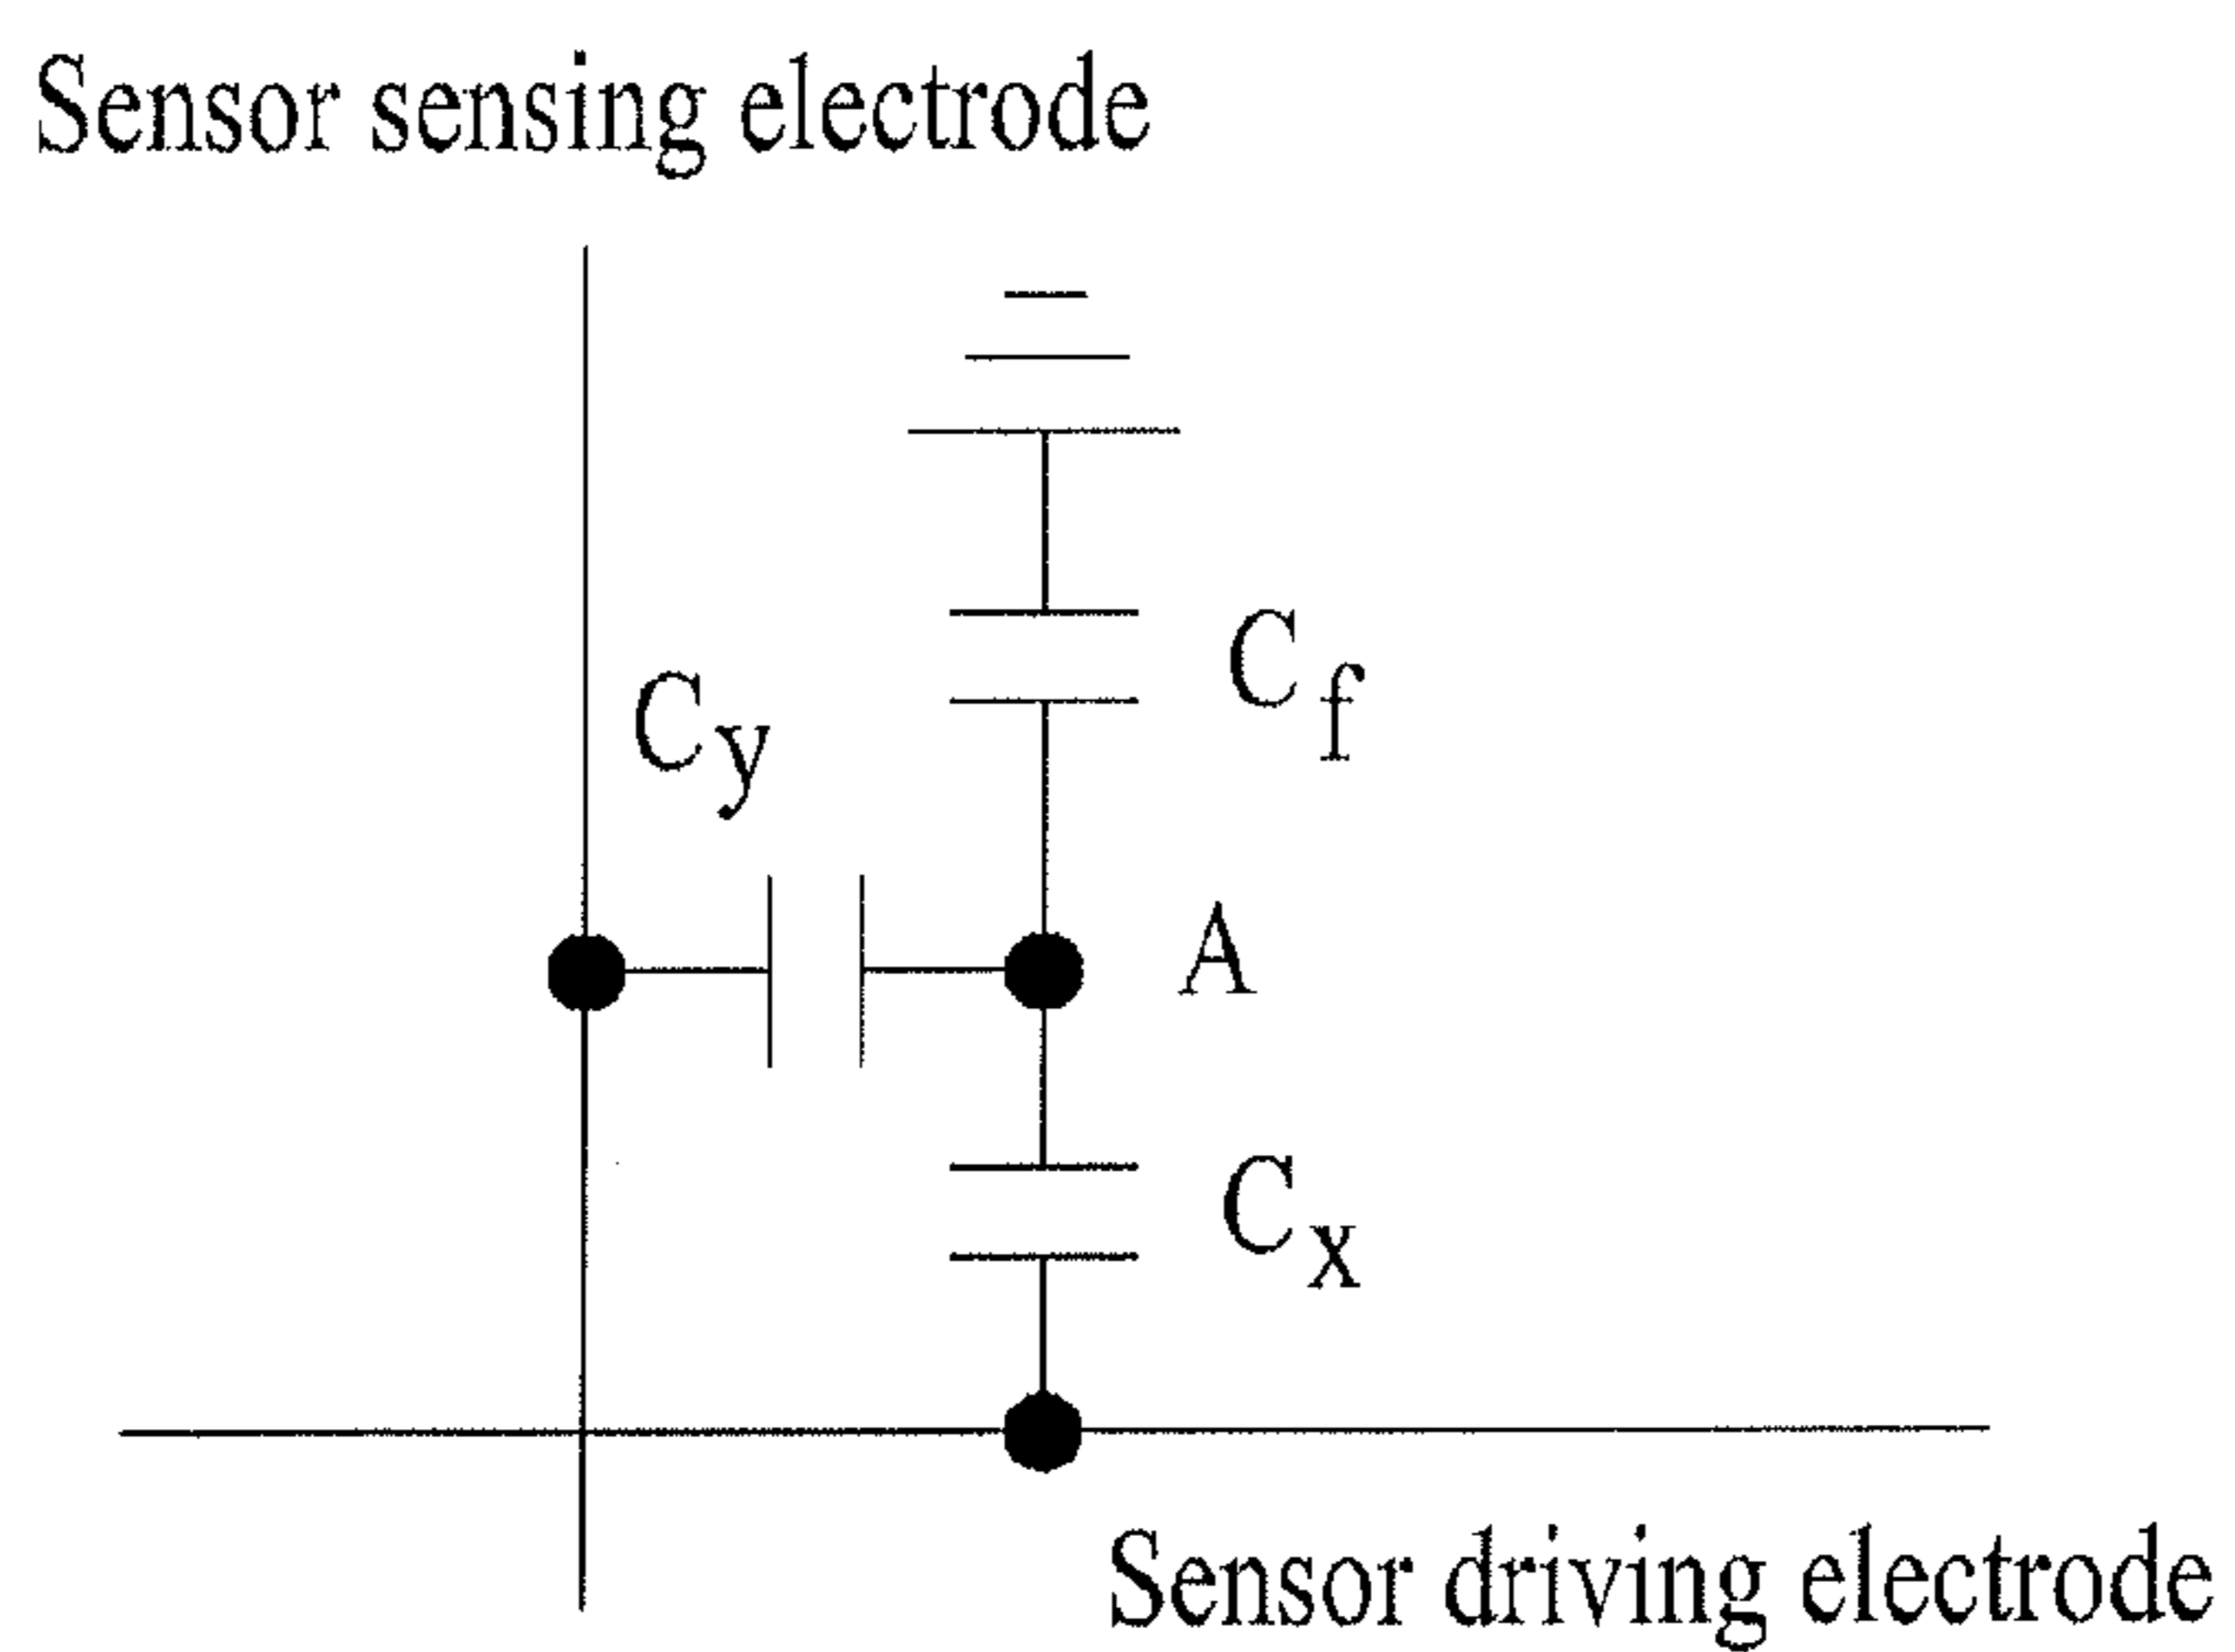 Sensor sensing electrode
Cf
Cy
A
Cx
Sensor driving electrode